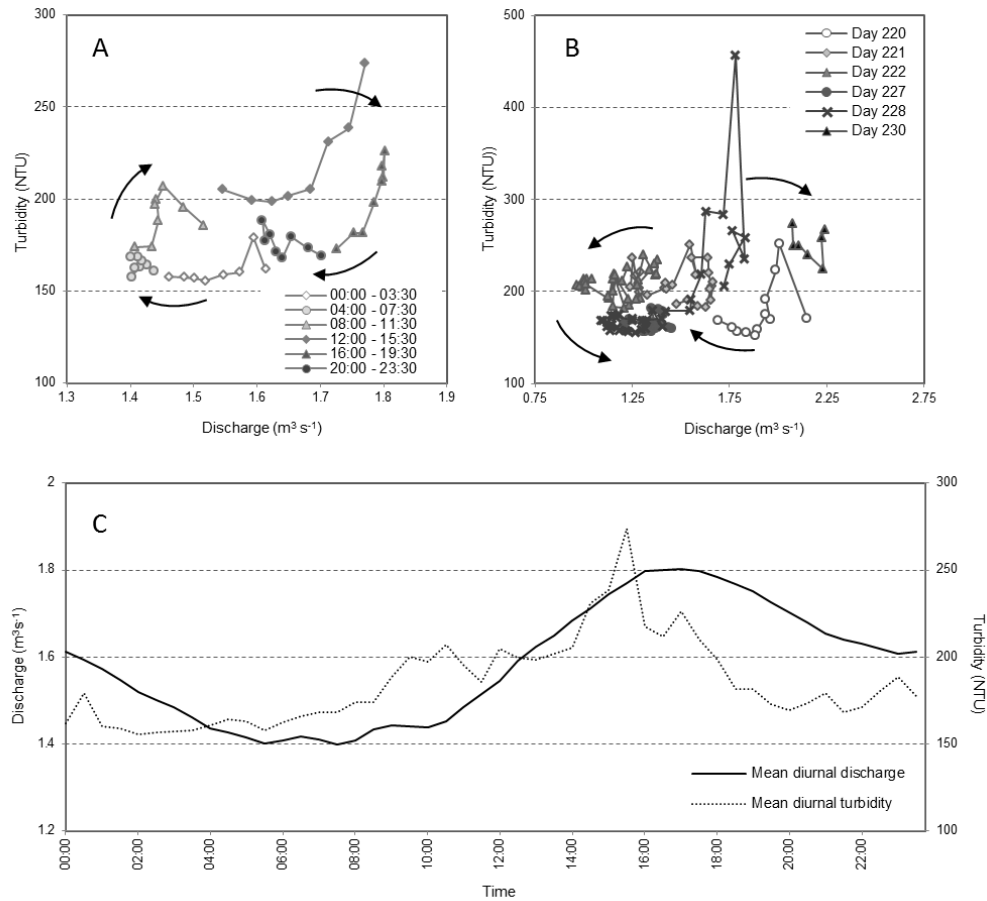 A
300
250
200
150
100
Turbidity (NTU)
1.3 1.4 1.5 1.6 1.7 1.8 1.9
Discharge (m³ s⁻¹)
00:00 - 03:30
04:00 - 07:30
08:00 - 11:30
12:00 - 15:30
16:00 - 19:30
20:00 - 23:30
B
500
400
300
200
100
Turbidity (NTU))
0.75 1.25 1.75 2.25 2.75
Discharge (m³ s⁻¹)
Day 220
Day 221
Day 222
Day 227
Day 228
Day 230
C
2
1.8
1.6
1.4
1.2
Discharge (m³s⁻¹)
300
250
200
150
100
Turbidity (NTU)
Mean diurnal discharge
Mean diurnal turbidity
00:00 02:00 04:00 06:00 08:00 10:00 12:00 14:00 16:00 18:00 20:00 22:00
Time